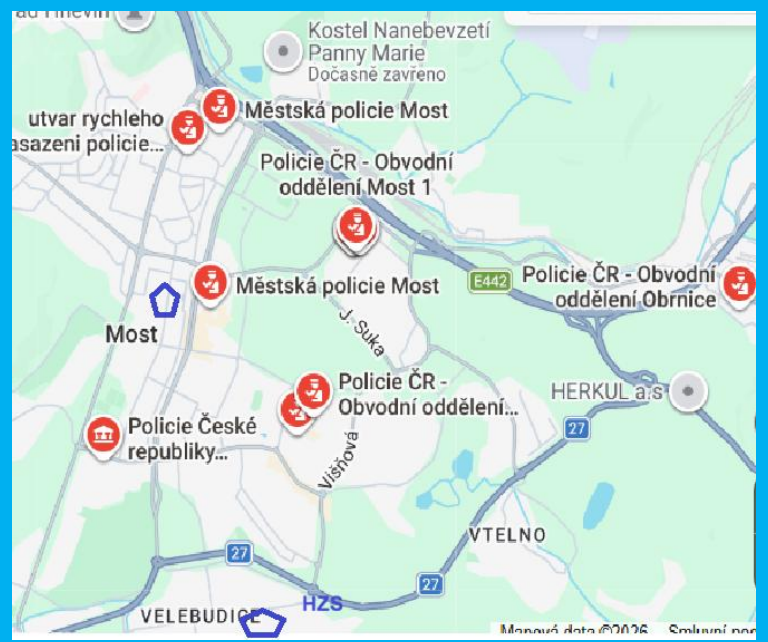 ad Hněvín
Kostel Nanebevzetí
Panny Marie
Dočasně zavřeno
utvar rychleho
asazeni policie...
Městská policie Most
Policie ČR - Obvodní
oddělení Most 1
Městská policie Most
E442
Policie ČR - Obvodní
oddělení Obrnice
Most
J. Suka
Policie ČR -
Obvodní oddělení...
HERKUL a.s
Policie České
republiky...
27
Višňová
VTELNO
27
27
HZS
VELEBUDICE
Mapová data ©2026